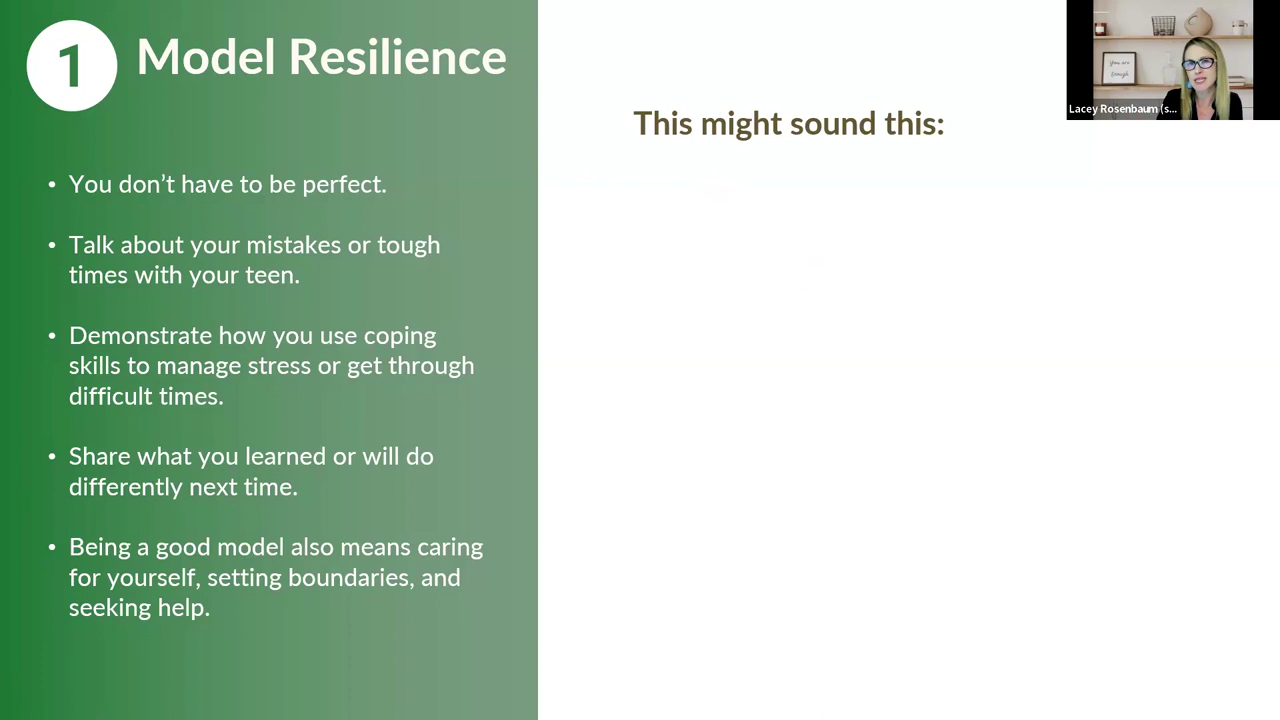 1 Model Resilience
• You don’t have to be perfect.
• Talk about your mistakes or tough
times with your teen.
• Demonstrate how you use coping
skills to manage stress or get through
difficult times.
• Share what you learned or will do
differently next time.
• Being a good model also means caring
for yourself, setting boundaries, and
seeking help.
This might sound this:
You are
enough
Lacey Rosenbaum (s...